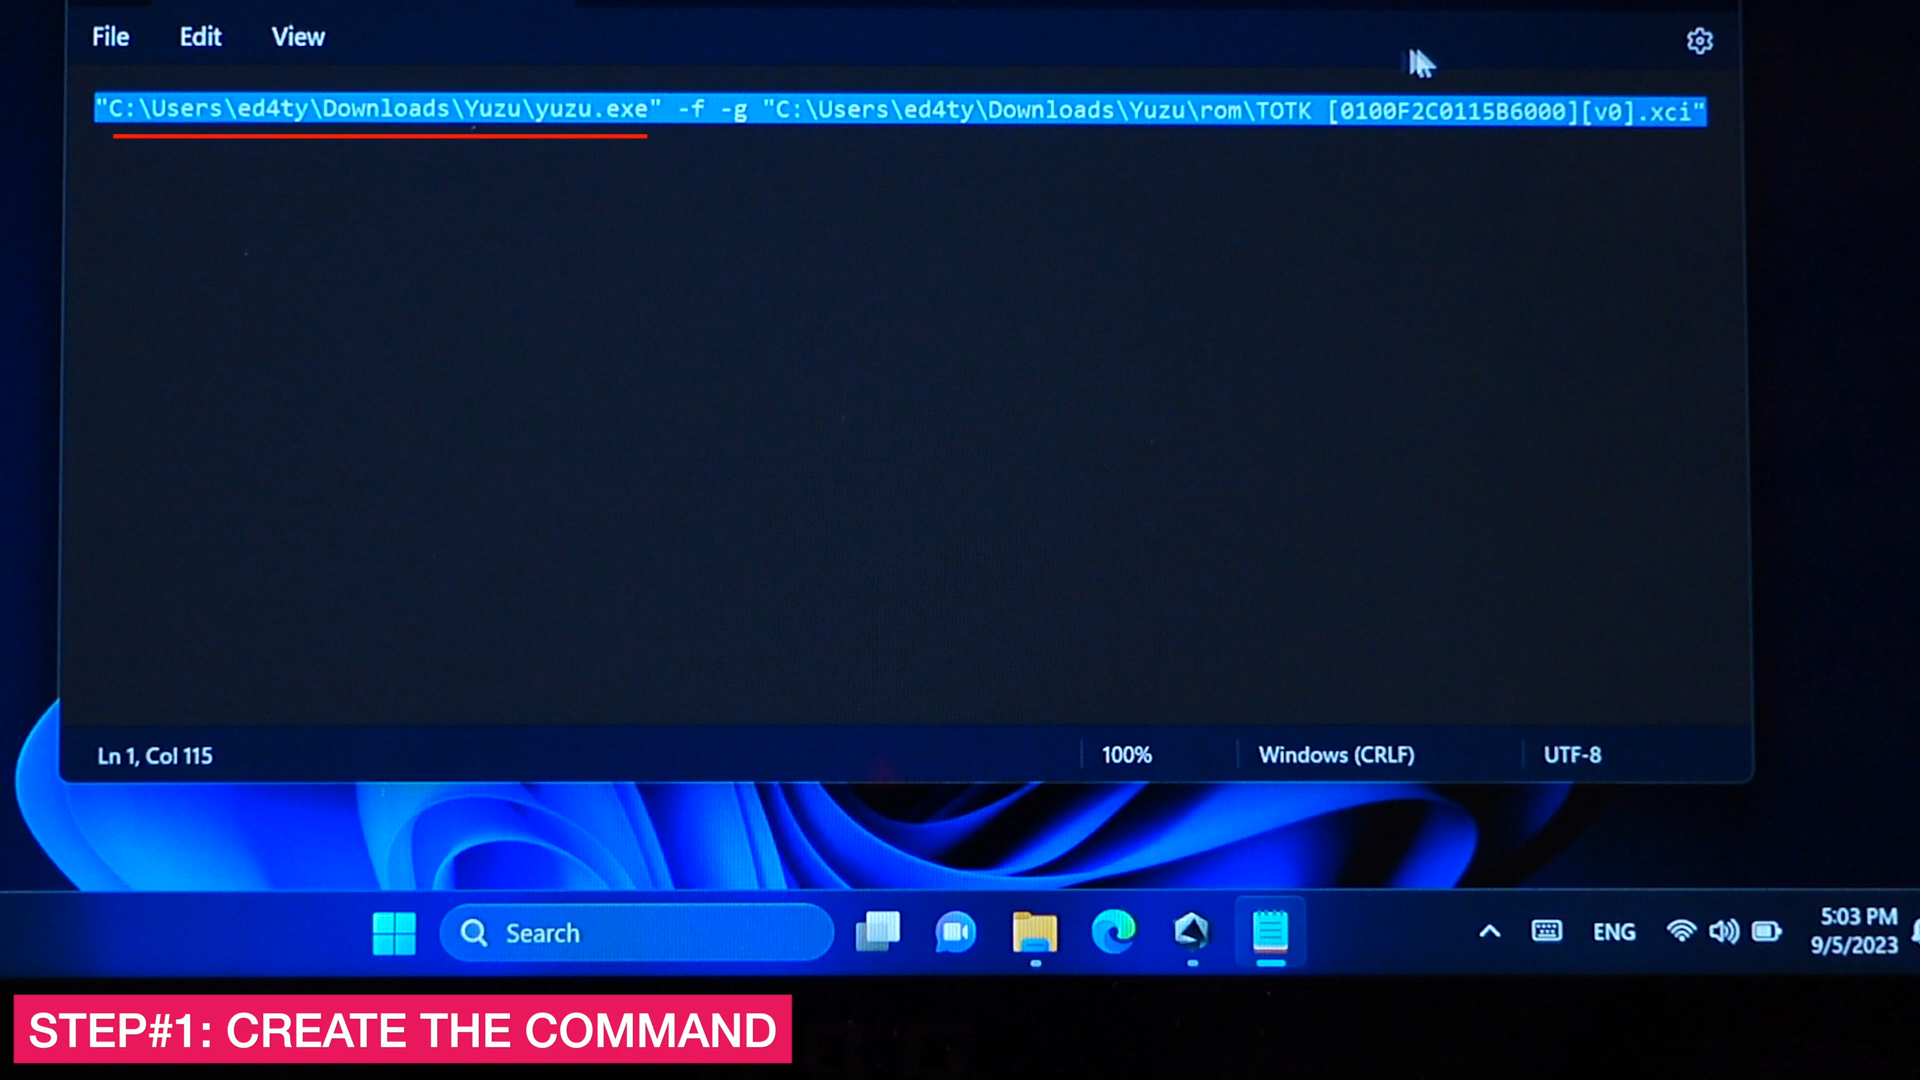 File Edit View
"C:\Users\ed4ty\Downloads\Yuzu\yuzu.exe" -f -g "C:\Users\ed4ty\Downloads\Yuzu\rom\TOTK [0100F2C0115B6000][v0].xci"
Ln 1, Col 115 100% Windows (CRLF) UTF-8
Search ENG 5:03 PM
9/5/2023
STEP#1: CREATE THE COMMAND